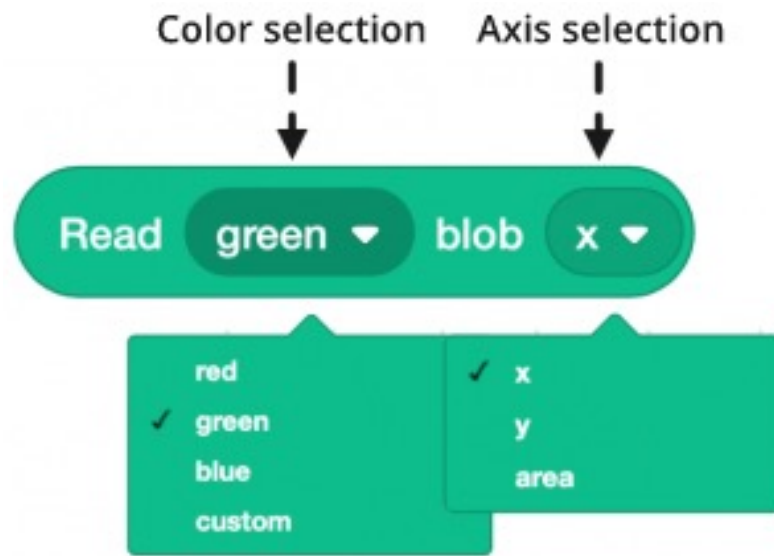 Color selection Axis selection
Read green blob x
red
green
blue
custom
x
y
area